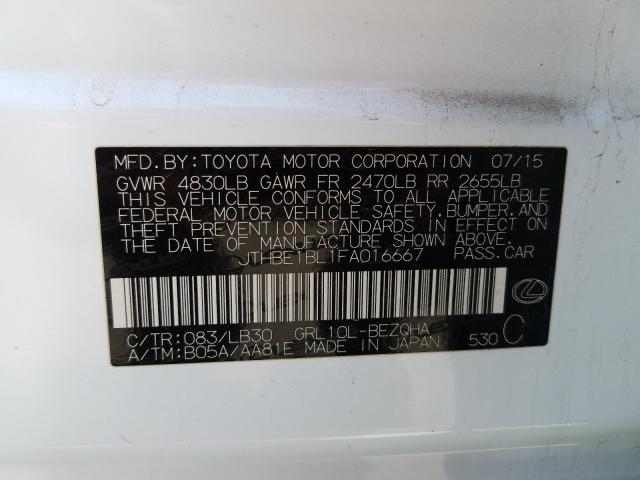 MFD.BY:TOYOTA MOTOR CORPORATION 07/15
GVWR 4830LB GAWR FR 2470LB RR 2655LB
THIS VEHICLE CONFORMS TO ALL APPLICABLE
FEDERAL MOTOR VEHICLE SAFETY,BUMPER,AND
THEFT PREVENTION STANDARDS IN EFFECT ON
THE DATE OF MANUFACTURE SHOWN ABOVE.
JTHBE1BL1FA016667 PASS.CAR
C/TR:083/LB30 GRL10L-BEZQHA
A/TM:B05A/AA81E MADE IN JAPAN 530 C